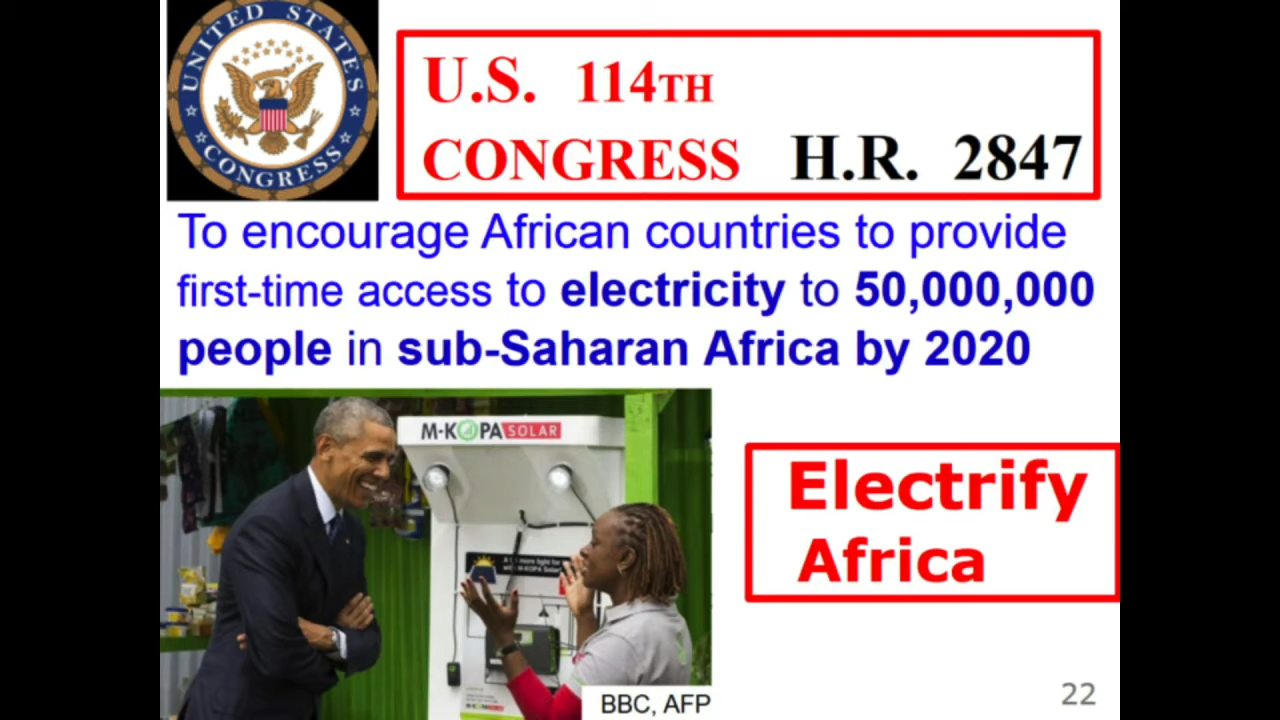 UNITED STATES
CONGRESS
U.S. 114TH
CONGRESS H.R. 2847
To encourage African countries to provide
first-time access to electricity to 50,000,000
people in sub-Saharan Africa by 2020
M-KOPA SOLAR
Electrify
Africa
BBC, AFP
22